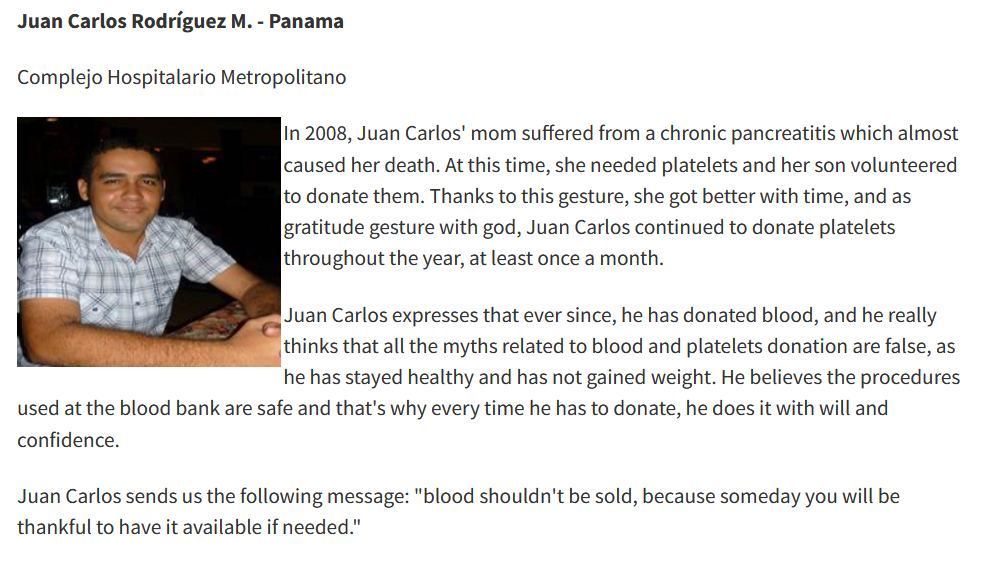 Juan Carlos Rodríguez M. - Panama
Complejo Hospitalario Metropolitano
In 2008, Juan Carlos' mom suffered from a chronic pancreatitis which almost
caused her death. At this time, she needed platelets and her son volunteered
to donate them. Thanks to this gesture, she got better with time, and as
gratitude gesture with god, Juan Carlos continued to donate platelets
throughout the year, at least once a month.
Juan Carlos expresses that ever since, he has donated blood, and he really
thinks that all the myths related to blood and platelets donation are false, as
he has stayed healthy and has not gained weight. He believes the procedures
used at the blood bank are safe and that's why every time he has to donate, he does it with will and
confidence.
Juan Carlos sends us the following message: "blood shouldn't be sold, because someday you will be
thankful to have it available if needed."